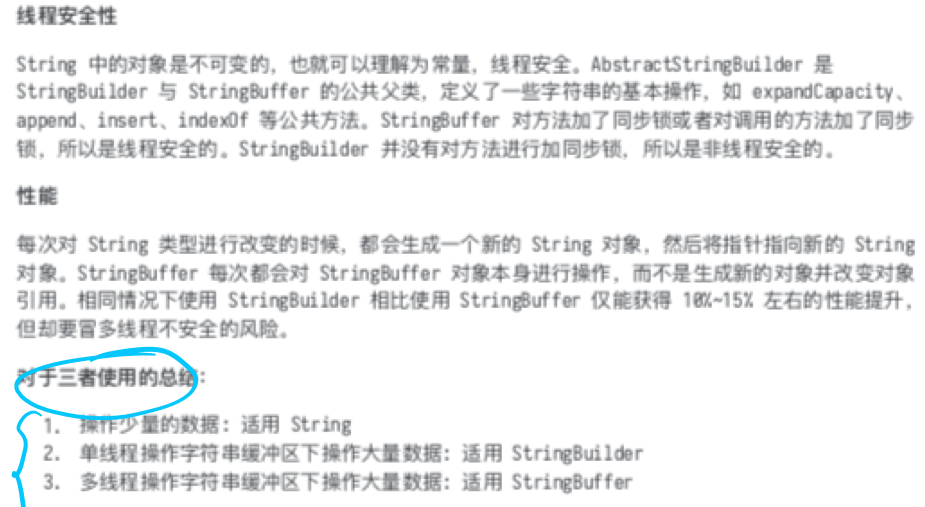 线程安全性
String 中的对象是不可变的，也就可以理解为常量，线程安全。AbstractStringBuilder 是
StringBuilder 与 StringBuffer 的公共父类，定义了一些字符串的基本操作，如 expandCapacity、
append、insert、indexOf 等公共方法。StringBuffer 对方法加了同步锁或者对调用的方法加了同步
锁，所以是线程安全的。StringBuilder 并没有对方法进行加同步锁，所以是非线程安全的。
性能
每次对 String 类型进行改变的时候，都会生成一个新的 String 对象，然后将指针指向新的 String
对象。StringBuffer 每次都会对 StringBuffer 对象本身进行操作，而不是生成新的对象并改变对象
引用。相同情况下使用 StringBuilder 相比使用 StringBuffer 仅能获得 10%~15% 左右的性能提升，
但却要冒多线程不安全的风险。
对于三者使用的总结：
1. 操作少量的数据：适用 String
2. 单线程操作字符串缓冲区下操作大量数据：适用 StringBuilder
3. 多线程操作字符串缓冲区下操作大量数据：适用 StringBuffer